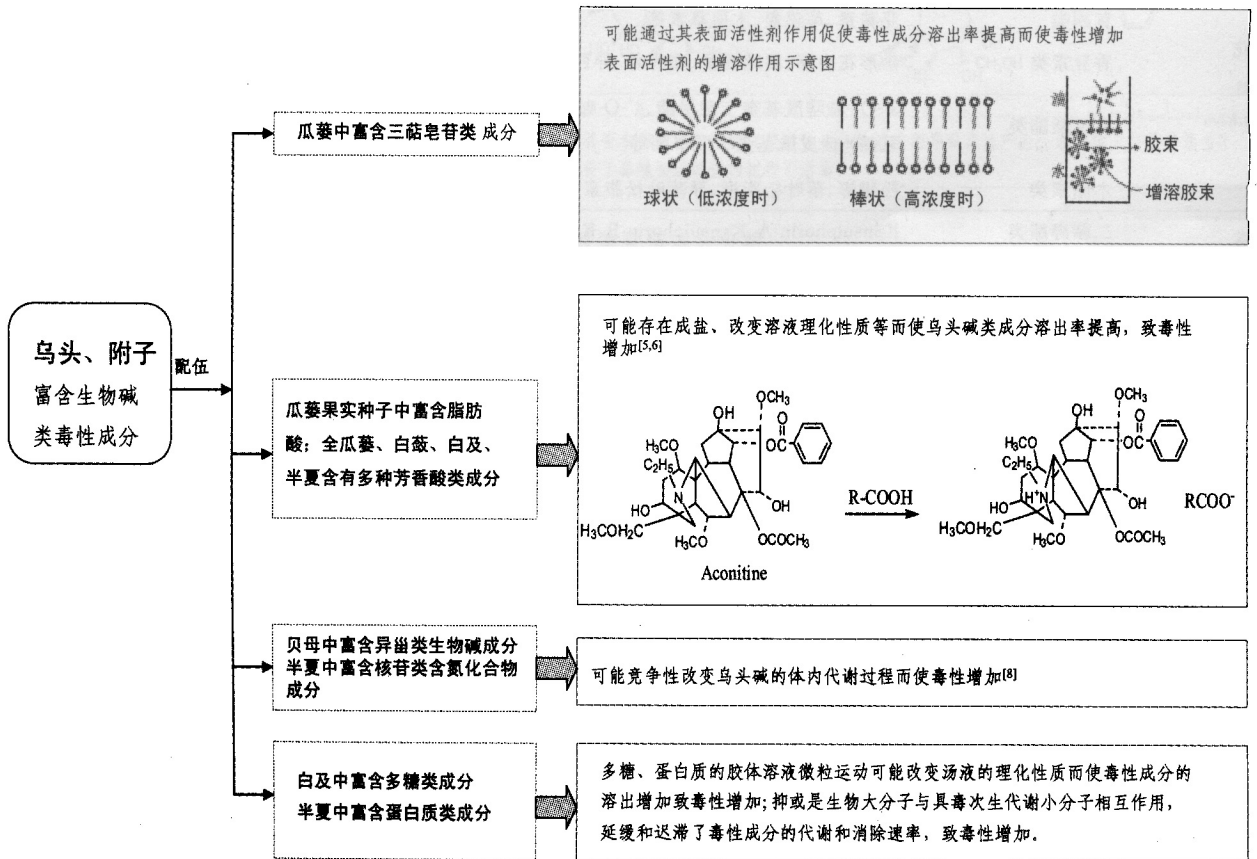 可能通过其表面活性剂作用促使毒性成分溶出率提高而使毒性增加
表面活性剂的增溶作用示意图
油
水
胶束
增溶胶束
球状（低浓度时）
棒状（高浓度时）
瓜蒌中富含三萜皂苷类 成分
乌头、附子
富含生物碱
类毒性成分
配伍
瓜蒌果实种子中富含脂肪
酸；全瓜蒌、白蔹、白及、
半夏含有多种芳香酸类成分
可能存在成盐、改变溶液理化性质等而使乌头碱类成分溶出率提高，致毒性
增加[5,6]
OCH₃
OH
O
OC
H₃CO
C₂H₅
N
HO
OH
H₃COH₂C
H₃CO
OCOCH₃
Aconitine
R-COOH
OCH₃
OH
O
OC
H₃CO
C₂H₅
H⁺
N
HO
OH
H₃COH₂C
H₃CO
OCOCH₃
RCOO⁻
贝母中富含异甾类生物碱成分
半夏中富含核苷类含氮化合物
成分
可能竞争性改变乌头碱的体内代谢过程而使毒性增加[8]
白及中富含多糖类成分
半夏中富含蛋白质类成分
多糖、蛋白质的胶体溶液微粒运动可能改变汤液的理化性质而使毒性成分的
溶出增加致毒性增加；抑或是生物大分子与具毒次生代谢小分子相互作用，
延缓和迟滞了毒性成分的代谢和消除速率，致毒性增加。